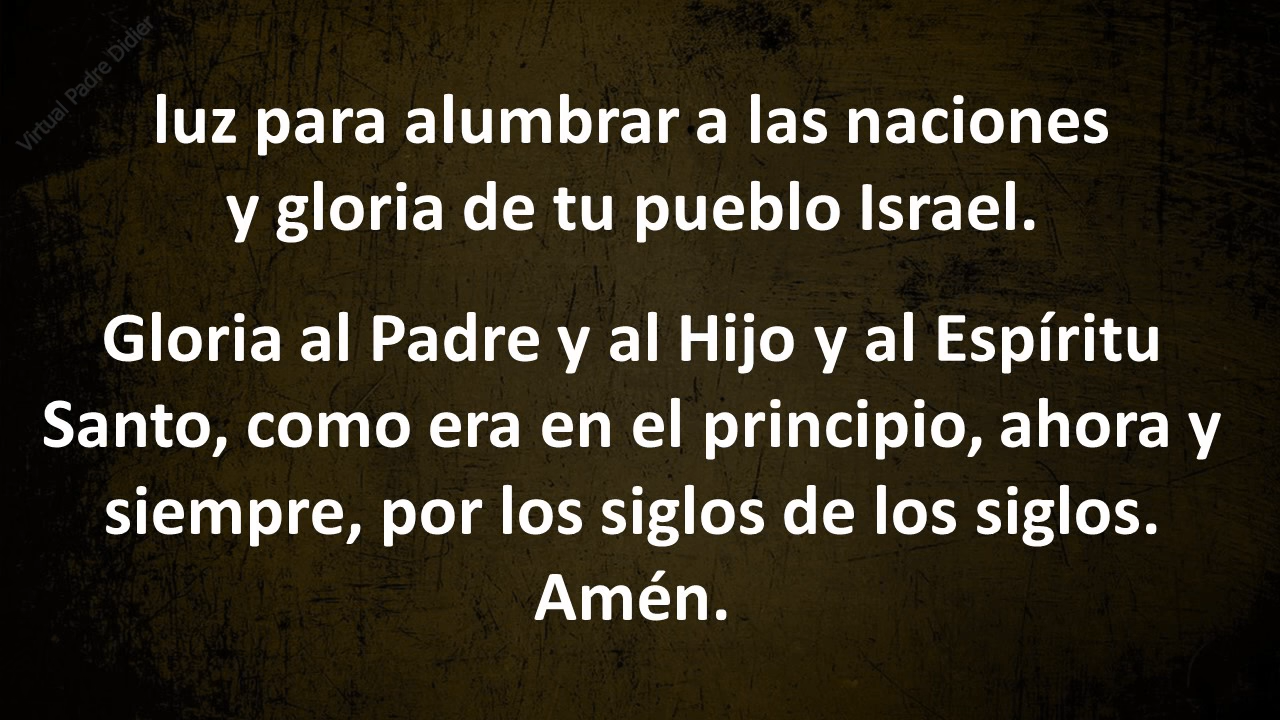 Virtual Padre Didier
luz para alumbrar a las naciones
y gloria de tu pueblo Israel.
Gloria al Padre y al Hijo y al Espíritu
Santo, como era en el principio, ahora y
siempre, por los siglos de los siglos.
Amén.